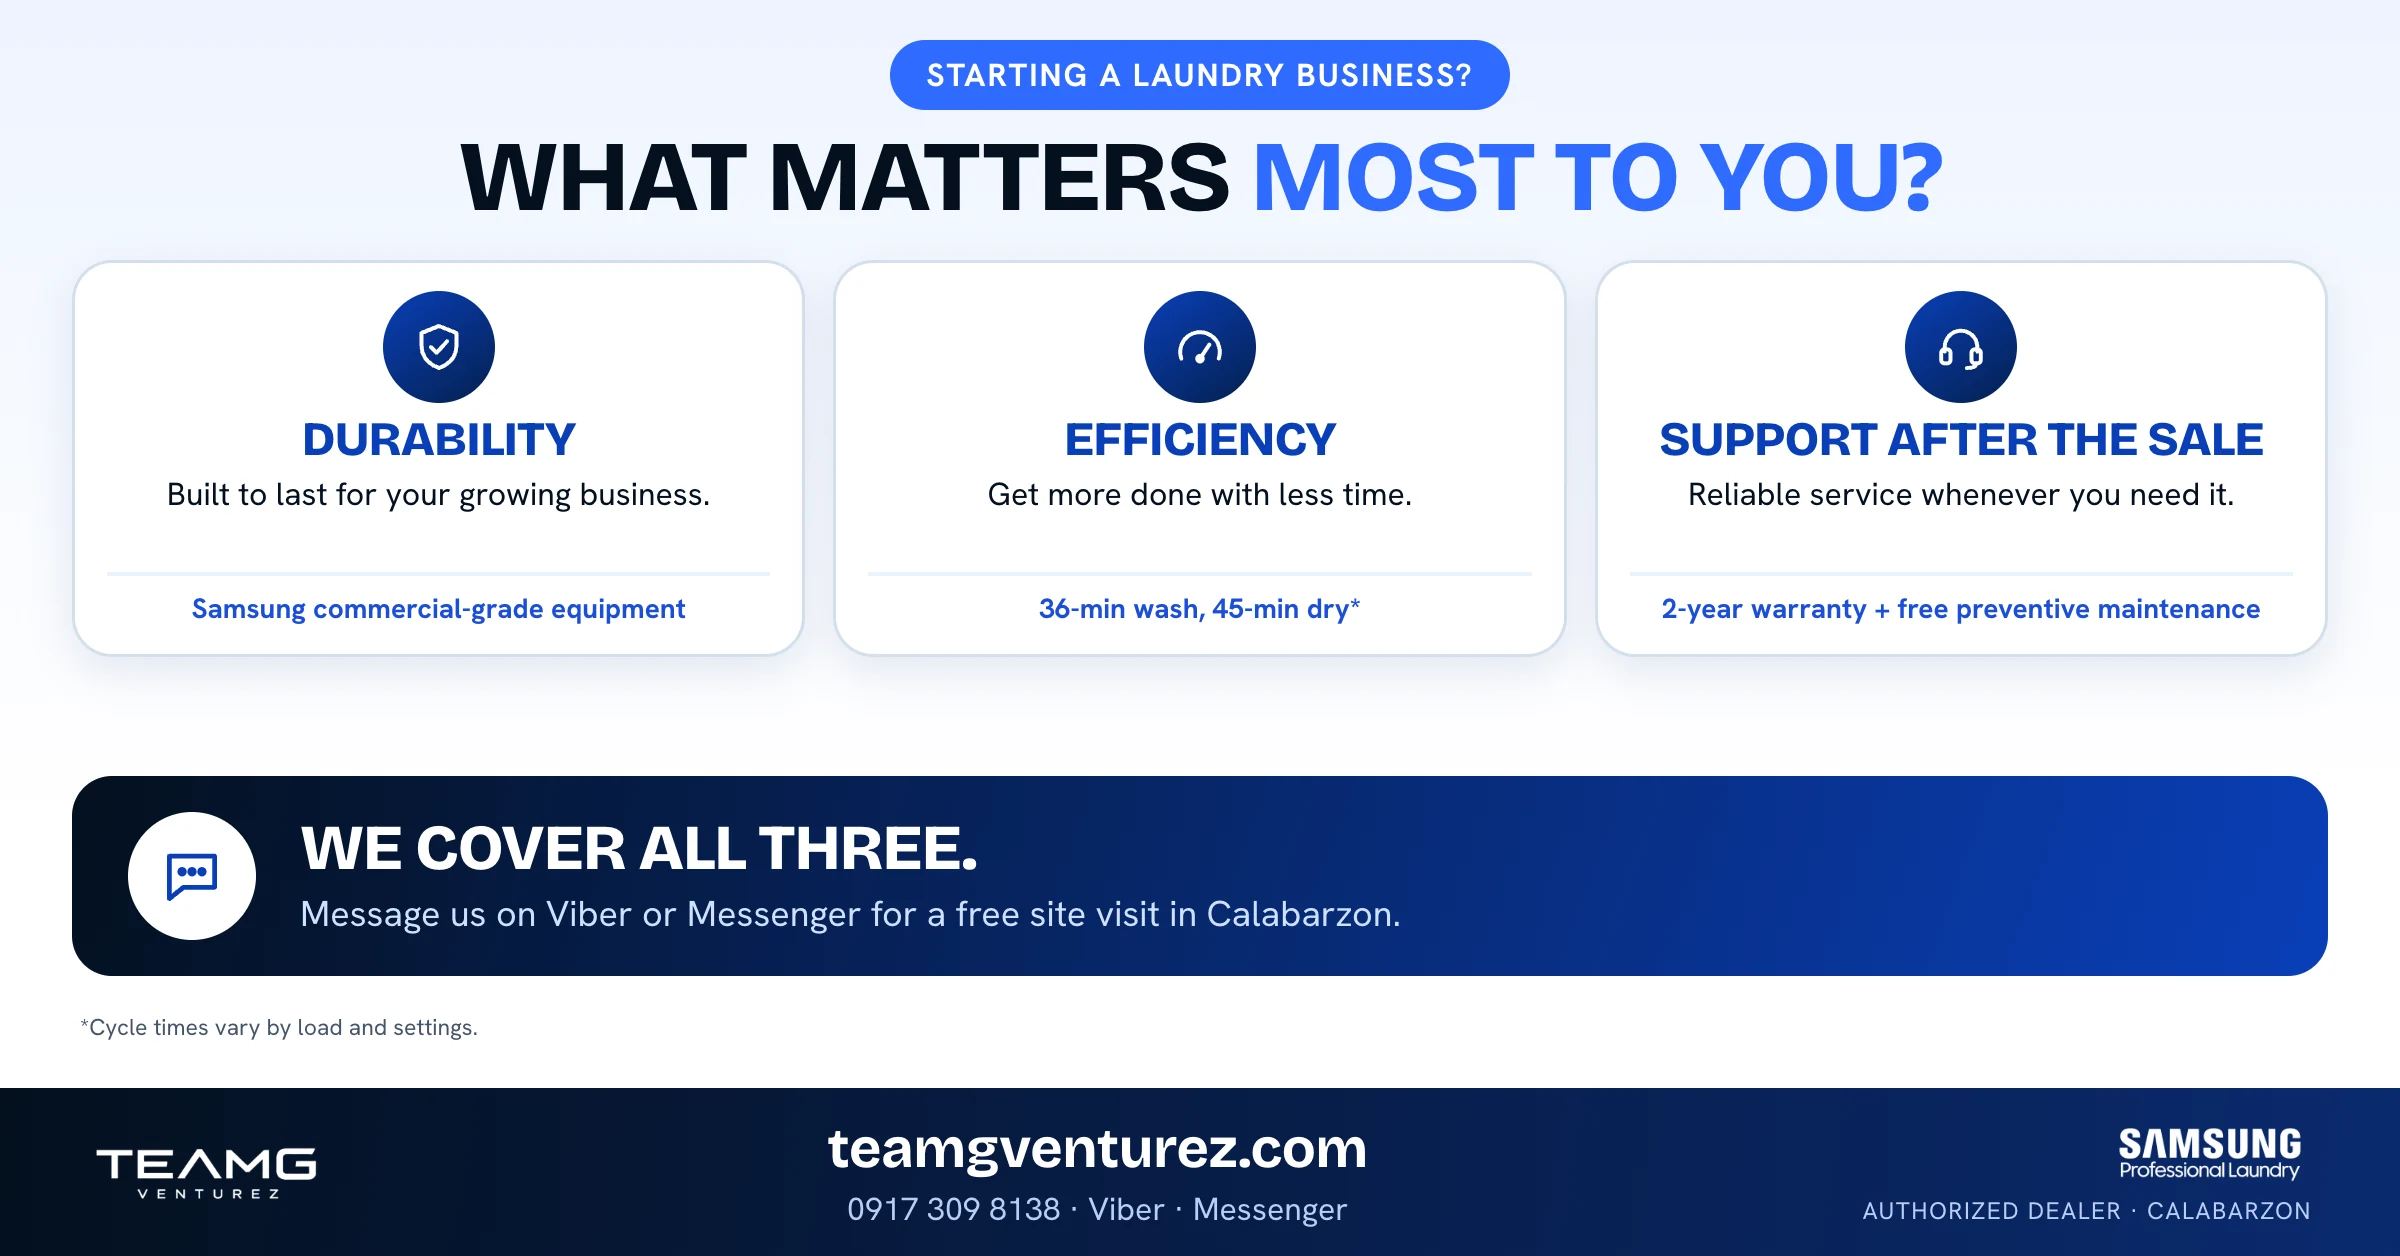 STARTING A LAUNDRY BUSINESS?
WHAT MATTERS MOST TO YOU?
DURABILITY
Built to last for your growing business.
Samsung commercial-grade equipment
EFFICIENCY
Get more done with less time.
36-min wash, 45-min dry*
SUPPORT AFTER THE SALE
Reliable service whenever you need it.
2-year warranty + free preventive maintenance
WE COVER ALL THREE.
Message us on Viber or Messenger for a free site visit in Calabarzon.
*Cycle times vary by load and settings.
TEAMG
VENTUREZ
teamgventurez.com
0917 309 8138 · Viber · Messenger
SAMSUNG
Professional Laundry
AUTHORIZED DEALER · CALABARZON